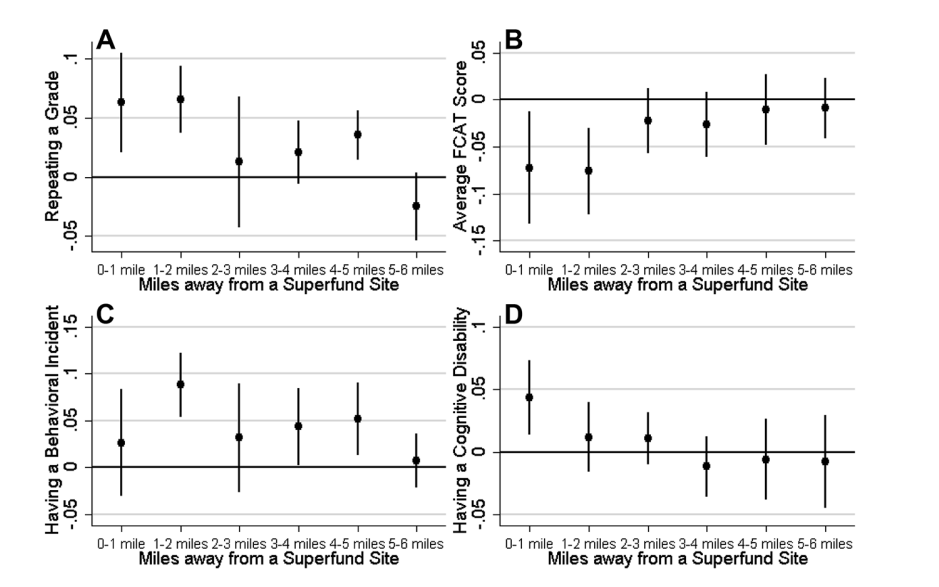 A
Repeating a Grade
.1
.05
0
-.05
0-1 mile 1-2 miles 2-3 miles 3-4 miles 4-5 miles 5-6 miles
Miles away from a Superfund Site
B
Average FCAT Score
.05
0
-.05
-.1
-.15
0-1 mile 1-2 miles 2-3 miles 3-4 miles 4-5 miles 5-6 miles
Miles away from a Superfund Site
C
Having a Behavioral Incident
.15
.1
.05
0
-.05
0-1 mile 1-2 miles 2-3 miles 3-4 miles 4-5 miles 5-6 miles
Miles away from a Superfund Site
D
Having a Cognitive Disability
.1
.05
0
-.05
0-1 mile 1-2 miles 2-3 miles 3-4 miles 4-5 miles 5-6 miles
Miles away from a Superfund Site